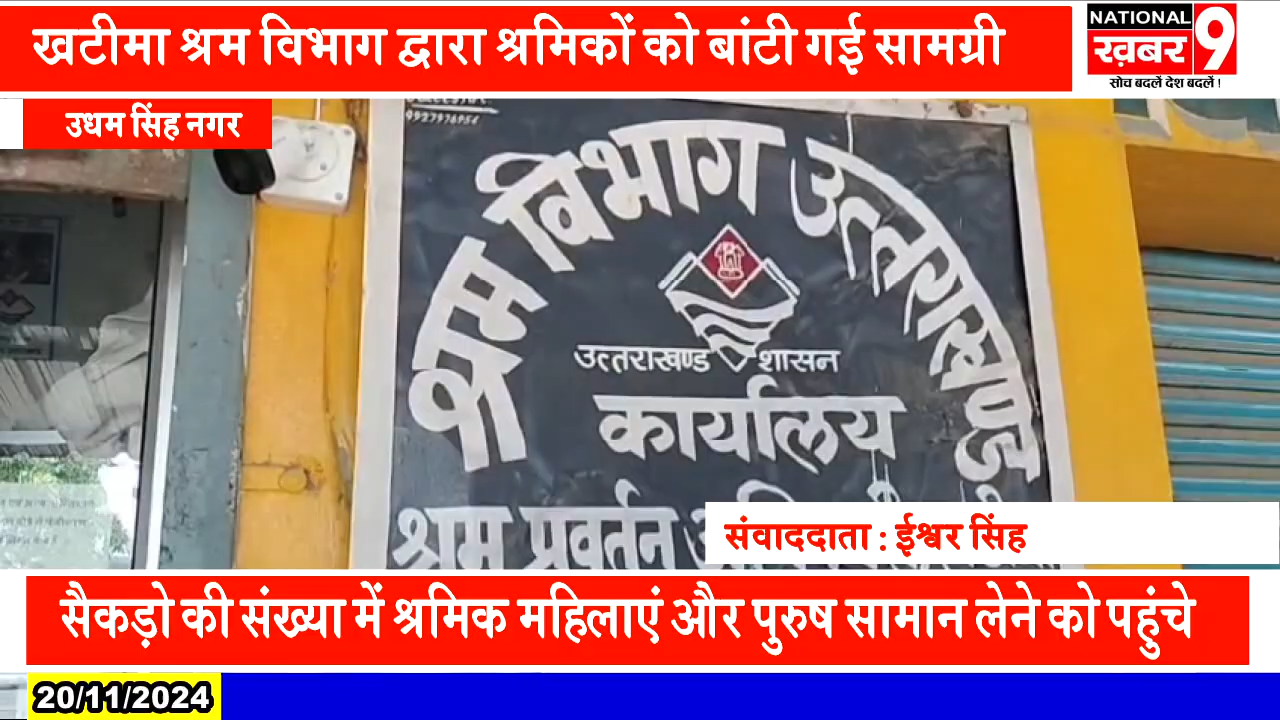 खटीमा श्रम विभाग द्वारा श्रमिकों को बांटी गई सामग्री
NATIONAL
ख़बर 9
सोच बदलें देश बदलें !
उधम सिंह नगर
9927976954
श्रम विभाग उत्तराखण्ड
उत्तराखण्ड शासन
कार्यालय
श्रम प्रवर्तन
संवाददाता : ईश्वर सिंह
सैकड़ो की संख्या में श्रमिक महिलाएं और पुरुष सामान लेने को पहुंचे
20/11/2024